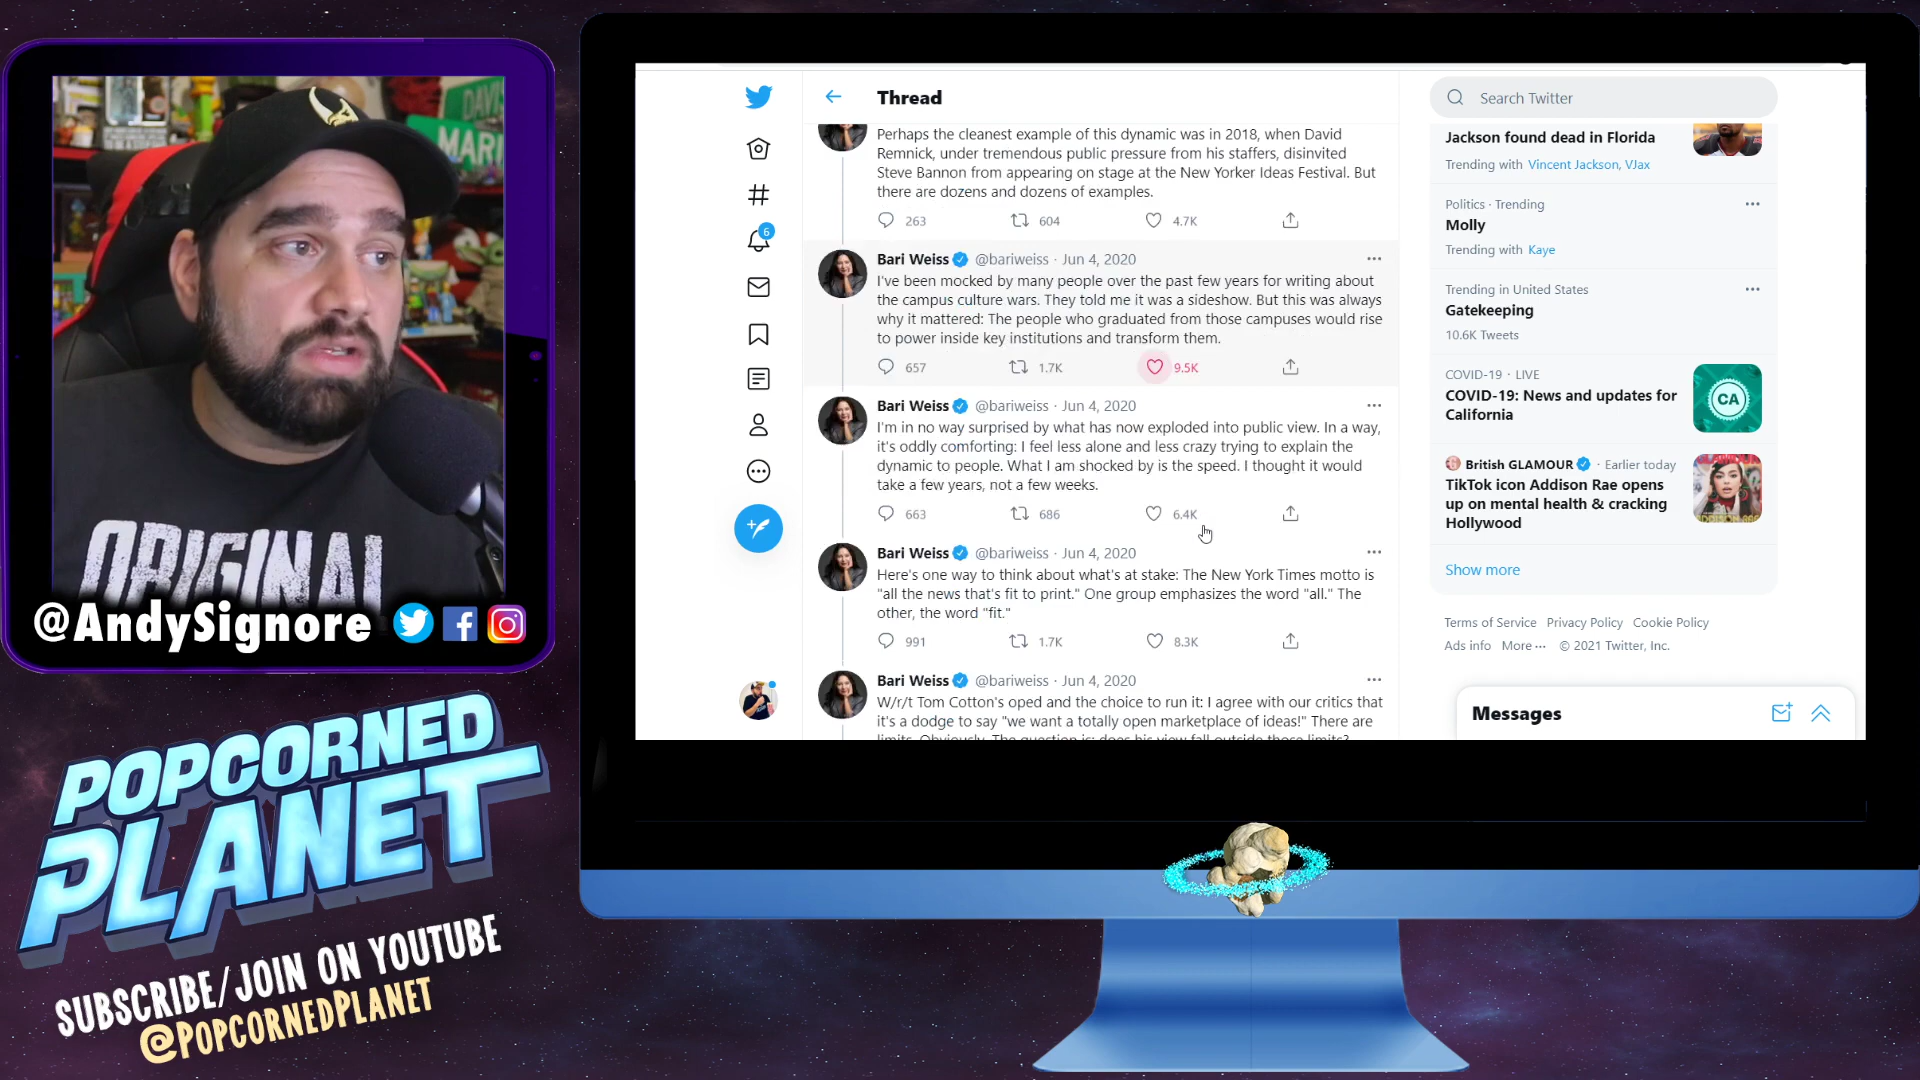 DAVIS
MARI
ORIGINAL
@AndySignore
POPCORNED
PLANET
SUBSCRIBE/JOIN ON YOUTUBE
@POPCORNEDPLANET
Thread
Perhaps the cleanest example of this dynamic was in 2018, when David
Remnick, under tremendous public pressure from his staffers, disinvited
Steve Bannon from appearing on stage at the New Yorker Ideas Festival. But
there are dozens and dozens of examples.
263 604 4.7K
Bari Weiss @bariweiss · Jun 4, 2020
I've been mocked by many people over the past few years for writing about
the campus culture wars. They told me it was a sideshow. But this was always
why it mattered: The people who graduated from those campuses would rise
to power inside key institutions and transform them.
657 1.7K 9.5K
Bari Weiss @bariweiss · Jun 4, 2020
I'm in no way surprised by what has now exploded into public view. In a way,
it's oddly comforting: I feel less alone and less crazy trying to explain the
dynamic to people. What I am shocked by is the speed. I thought it would
take a few years, not a few weeks.
663 686 6.4K
Bari Weiss @bariweiss · Jun 4, 2020
Here's one way to think about what's at stake: The New York Times motto is
"all the news that's fit to print." One group emphasizes the word "all." The
other, the word "fit."
991 1.7K 8.3K
Bari Weiss @bariweiss · Jun 4, 2020
W/r/t Tom Cotton's oped and the choice to run it: I agree with our critics that
it's a dodge to say "we want a totally open marketplace of ideas!" There are
limits. Obviously. The question is: does his view fall outside those limits?
6
Search Twitter
Jackson found dead in Florida
Trending with Vincent Jackson, VJax
Politics · Trending
Molly
Trending with Kaye
Trending in United States
Gatekeeping
10.6K Tweets
COVID-19 · LIVE
COVID-19: News and updates for
California
CA
British GLAMOUR · Earlier today
TikTok icon Addison Rae opens
up on mental health & cracking
Hollywood
Show more
Terms of Service Privacy Policy Cookie Policy
Ads info More ··· © 2021 Twitter, Inc.
Messages